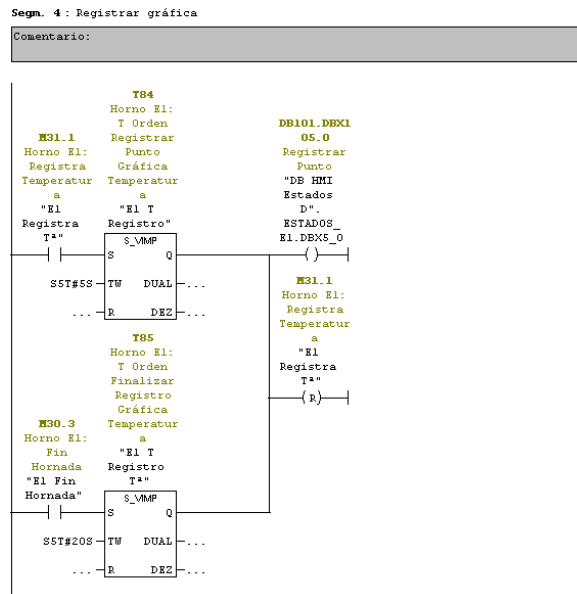 Segm. 4 : Registrar gráfica
Comentario:
T84
Horno E1:
T Orden
Registrar
Punto
Gráfica
Temperatur
a
"E1 T
Registro"
M31.1
Horno E1:
Registra
Temperatur
a
"E1
Registra
Tª"
DB101.DBX1
05.0
Registrar
Punto
"DB HMI
Estados
D".
ESTADOS_
E1.DBX5_0
S_VIMP
S Q
S5T#5S TW DUAL ...
... R DEZ ...
M31.1
Horno E1:
Registra
Temperatur
a
"E1
Registra
Tª"
R
T85
Horno E1:
T Orden
Finalizar
Registro
Gráfica
Temperatur
a
"E1 T
Registro
Tª"
M30.3
Horno E1:
Fin
Hornada
"E1 Fin
Hornada"
S_VIMP
S Q
S5T#20S TW DUAL ...
... R DEZ ...